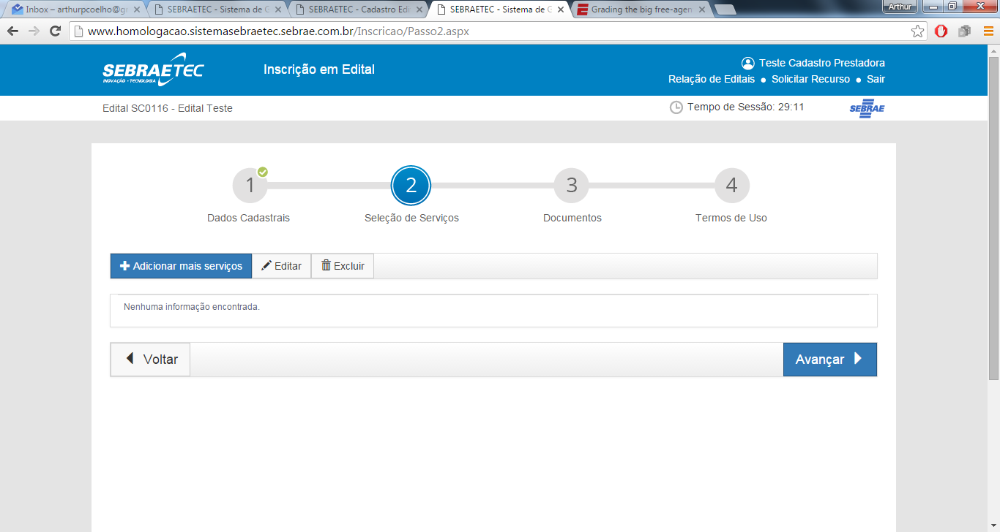 Inbox – arthurpcoelho@gr
SEBRAETEC - Sistema de G
SEBRAETEC - Cadastro Edi
SEBRAETEC - Sistema de G
Grading the big free-agen
Arthur
www.homologacao.sistemasebraetec.sebrae.com.br/Inscricao/Passo2.aspx
SEBRAETEC
INOVAÇÃO • TECNOLOGIA
Inscrição em Edital
Teste Cadastro Prestadora
Relação de Editais ● Solicitar Recurso ● Sair
Edital SC0116 - Edital Teste
Tempo de Sessão: 29:11
SEBRAE
1
2
3
4
Dados Cadastrais
Seleção de Serviços
Documentos
Termos de Uso
Adicionar mais serviços
Editar
Excluir
Nenhuma informação encontrada.
Voltar
Avançar